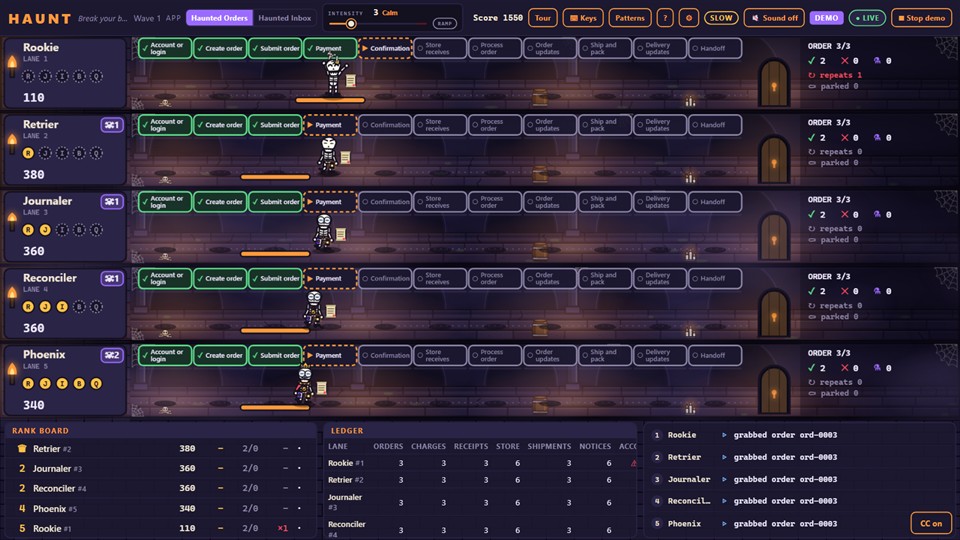 HAUNT Break your b... Wave 1 APP Haunted Orders Haunted Inbox INTENSITY 3 Calm RAMP Score 1550 Tour Keys Patterns ? SLOW Sound off DEMO LIVE Stop demo
Rookie
LANE 1
R J I B Q
110
Account or login Create order Submit order Payment Confirmation Store receives Process order Order updates Ship and pack Delivery updates Handoff
ORDER 3/3
2 0 0
repeats 1
parked 0
Retrier 1
LANE 2
R J I B Q
380
Account or login Create order Submit order Payment Confirmation Store receives Process order Order updates Ship and pack Delivery updates Handoff
ORDER 3/3
2 0 0
repeats 0
parked 0
Journaler 1
LANE 3
R J I B Q
360
Account or login Create order Submit order Payment Confirmation Store receives Process order Order updates Ship and pack Delivery updates Handoff
ORDER 3/3
2 0 0
repeats 0
parked 0
Reconciler 1
LANE 4
R J I B Q
360
Account or login Create order Submit order Payment Confirmation Store receives Process order Order updates Ship and pack Delivery updates Handoff
ORDER 3/3
2 0 0
repeats 0
parked 0
Phoenix 2
LANE 5
R J I B Q
340
Account or login Create order Submit order Payment Confirmation Store receives Process order Order updates Ship and pack Delivery updates Handoff
ORDER 3/3
2 0 0
repeats 0
parked 0
RANK BOARD
Retrier #2 380 – 2/0 – •
2 Journaler #3 360 – 2/0 – •
2 Reconciler #4 360 – 2/0 – •
4 Phoenix #5 340 – 2/0 – •
5 Rookie #1 110 – 2/0 ×1 •
LEDGER
LANE ORDERS CHARGES RECEIPTS STORE SHIPMENTS NOTICES ACCO
Rookie #1 3 3 3 6 3 6
Retrier #2 3 3 3 6 3 6
Journaler #3 3 3 3 6 3 6
Reconciler #4 3 3 3 6 3 6
1 Rookie grabbed order ord-0003
2 Retrier grabbed order ord-0003
3 Journaler grabbed order ord-0003
4 Reconcil… grabbed order ord-0003
5 Phoenix grabbed order ord-0003
CC on